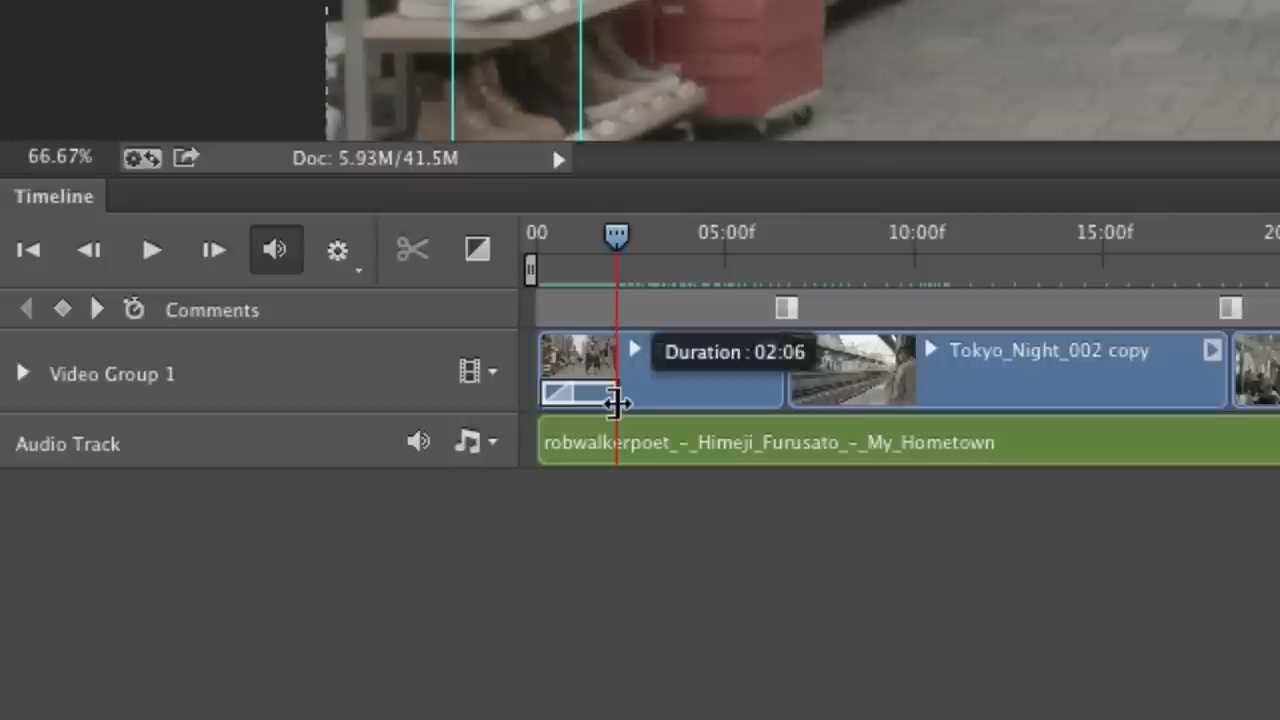 66.67%
Doc: 5.93M/41.5M
Timeline
00 05:00f 10:00f 15:00f 20
Comments
Video Group 1
Duration : 02:06
Tokyo_Night_002 copy
Audio Track
robwalkerpoet_-_Himeji_Furusato_-_My_Hometown